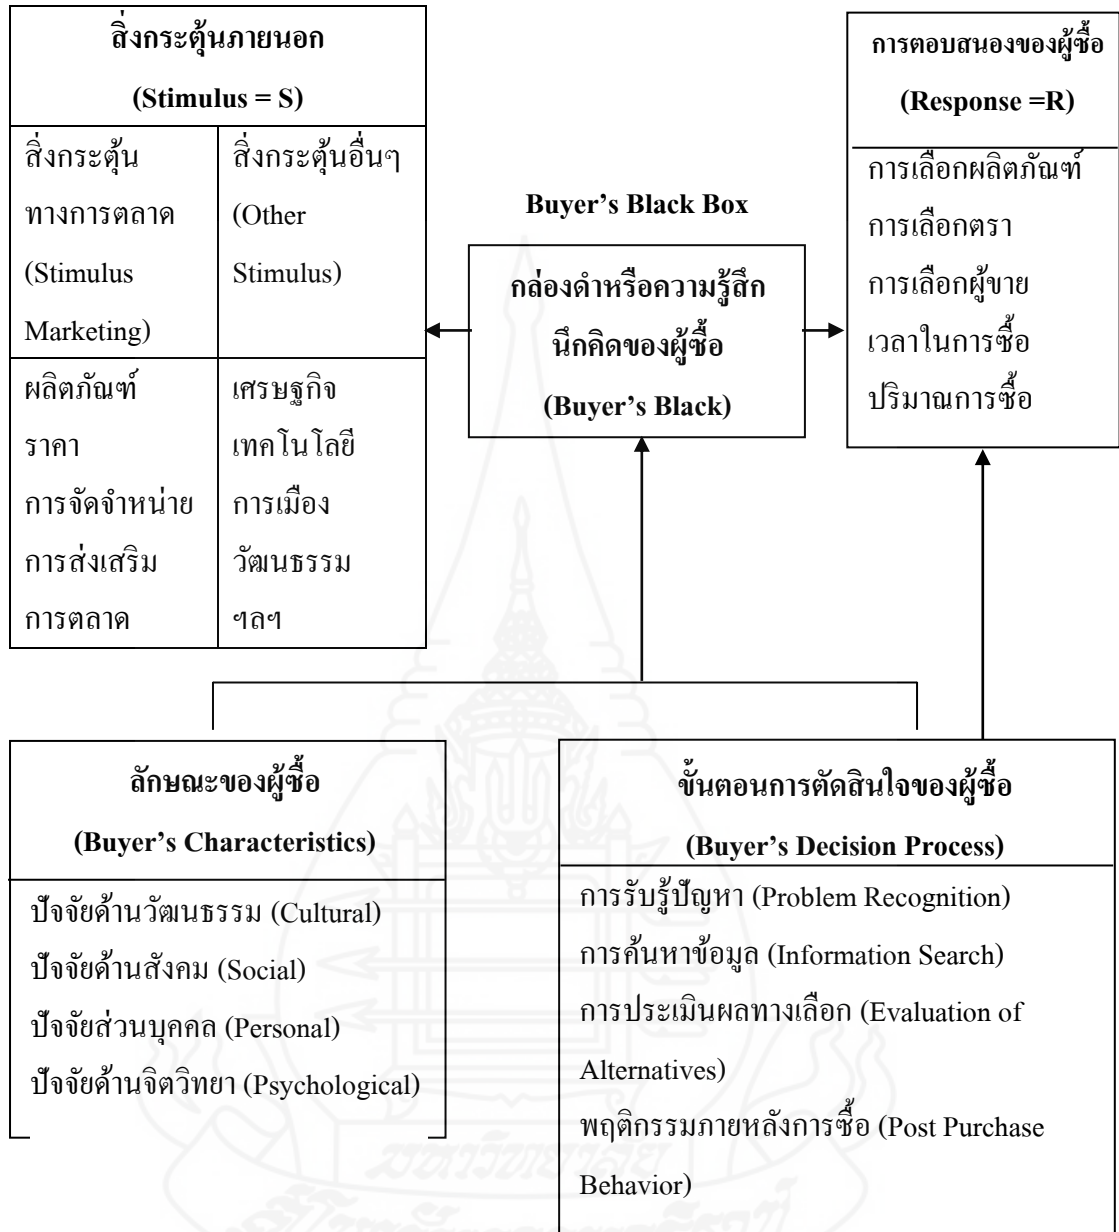 สิ่งกระตุ้นภายนอก
(Stimulus = S)
สิ่งกระตุ้น
ทางการตลาด
(Stimulus
Marketing)
สิ่งกระตุ้นอื่นๆ
(Other
Stimulus)
ผลิตภัณฑ์
ราคา
การจัดจำหน่าย
การส่งเสริม
การตลาด
เศรษฐกิจ
เทคโนโลยี
การเมือง
วัฒนธรรม
ฯลฯ
Buyer’s Black Box
กล่องดำหรือความรู้สึก
นึกคิดของผู้ซื้อ
(Buyer’s Black)
การตอบสนองของผู้ซื้อ
(Response =R)
การเลือกผลิตภัณฑ์
การเลือกตรา
การเลือกผู้ขาย
เวลาในการซื้อ
ปริมาณการซื้อ
ลักษณะของผู้ซื้อ
(Buyer’s Characteristics)
ปัจจัยด้านวัฒนธรรม (Cultural)
ปัจจัยด้านสังคม (Social)
ปัจจัยส่วนบุคคล (Personal)
ปัจจัยด้านจิตวิทยา (Psychological)
ขั้นตอนการตัดสินใจของผู้ซื้อ
(Buyer’s Decision Process)
การรับรู้ปัญหา (Problem Recognition)
การค้นหาข้อมูล (Information Search)
การประเมินผลทางเลือก (Evaluation of
Alternatives)
พฤติกรรมภายหลังการซื้อ (Post Purchase
Behavior)
มหาวิทยาลัย